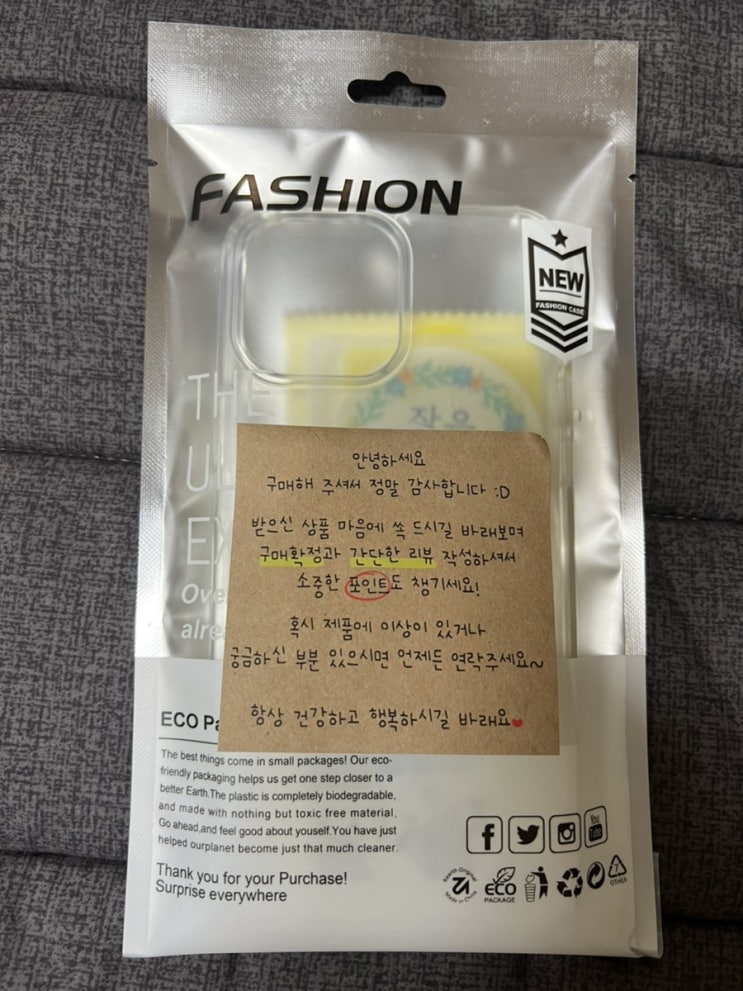 FASHION
NEW
FASHION CASE
THE
작은
안녕하세요
구매해 주셔서 정말 감사합니다 :D
받으신 상품 마음에 쏙 드시길 바래보며
구매확정과 간단한 리뷰 작성하셔서
소중한 포인트도 챙기세요!
혹시 제품에 이상이 있거나
궁금하신 부분 있으시면 언제든 연락주세요~
항상 건강하고 행복하시길 바래요
ECO
The best things come in small packages! Our eco-
friendly packaging helps us get one step closer to a
better Earth.The plastic is completely biodegradable,
and made with nothing but toxic free material.
Go ahead,and feel good about youself.You have just
helped ourplanet become just that much cleaner.
Thank you for your Purchase!
Surprise everywhere
You
Tube
Made in China
ECO
PACKAGE
OTHER